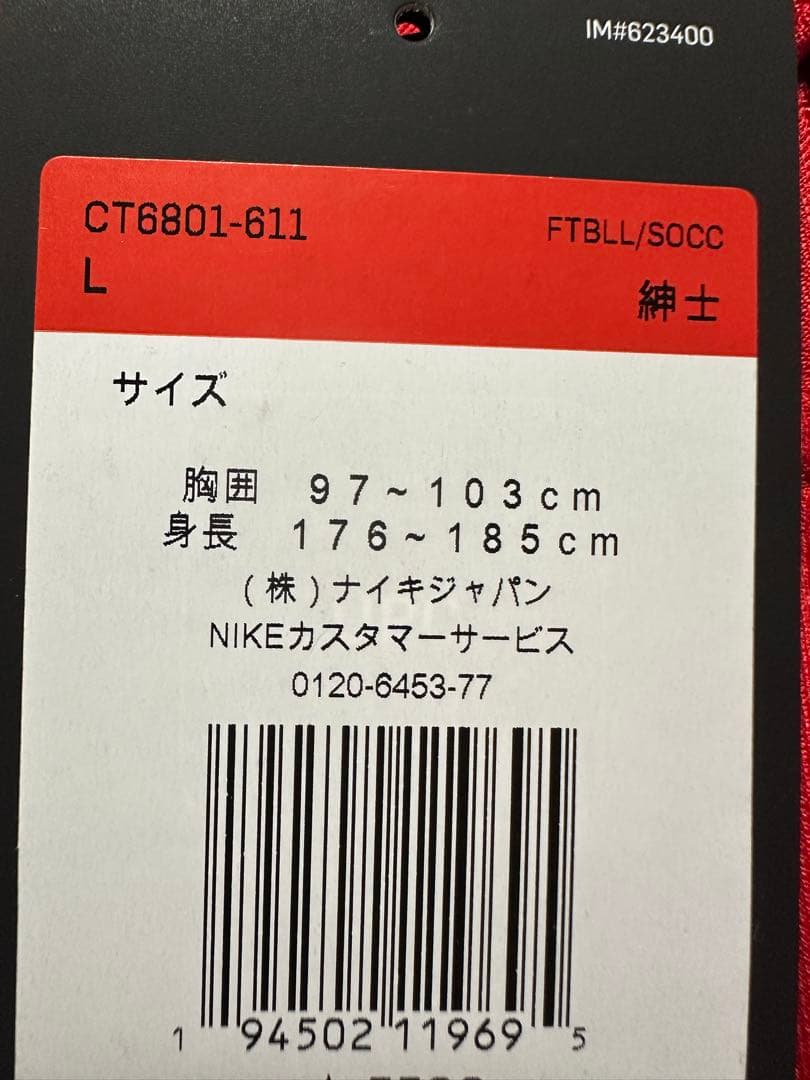 IM#623400
CT6801-611
FTBLL/SOCC
L
紳士
サイズ
胸囲 97~103cm
身長 176~185cm
(株)ナイキジャパン
NIKEカスタマーサービス
0120-6453-77
1 94502 11969 5